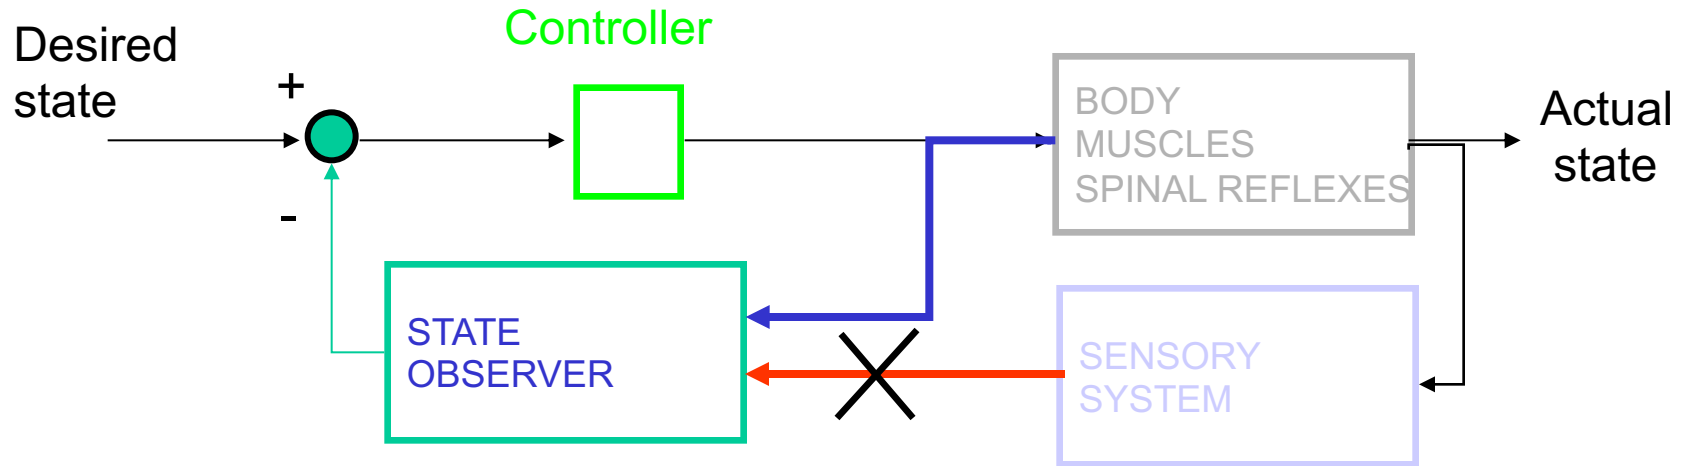 Desired
state
+
-
Controller
BODY
MUSCLES
SPINAL REFLEXES
Actual
state
STATE
OBSERVER
SENSORY
SYSTEM